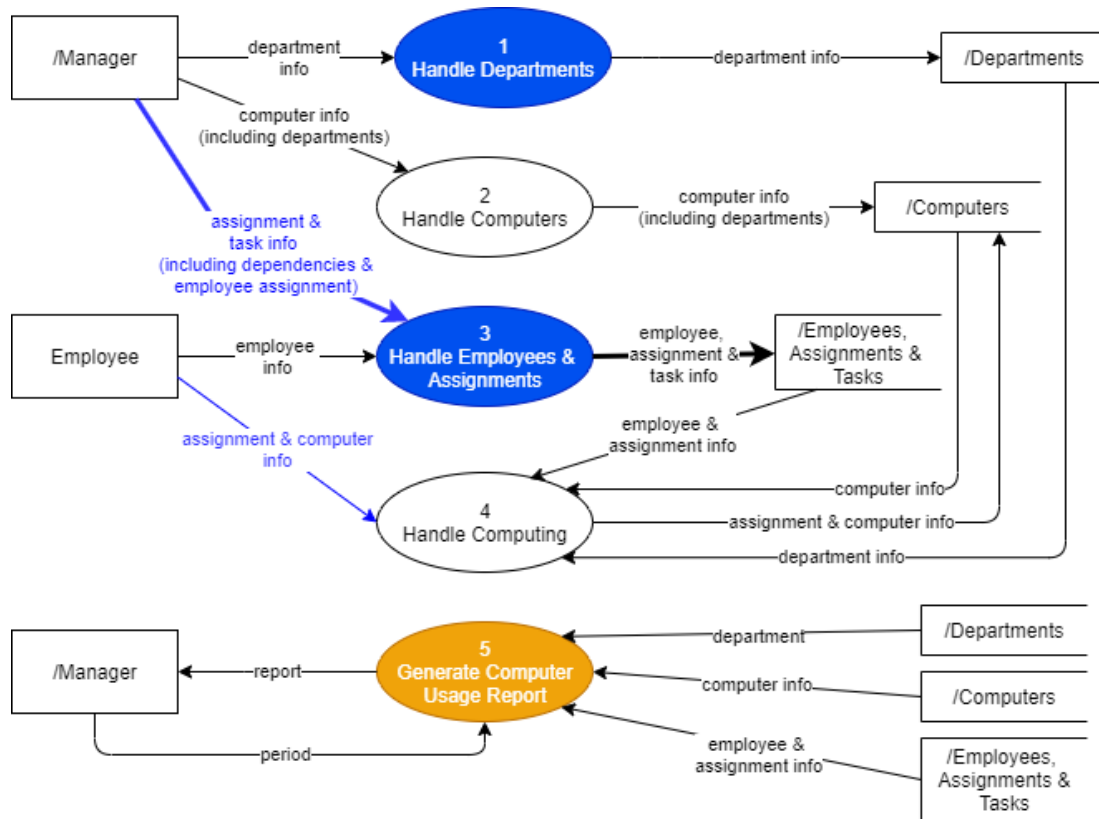 /Manager
department
info
1
Handle Departments
department info
/Departments
computer info
(including departments)
2
Handle Computers
computer info
(including departments)
/Computers
assignment &
task info
(including dependencies &
employee assignment)
Employee
employee
info
3
Handle Employees &
Assignments
employee,
assignment &
task info
/Employees,
Assignments &
Tasks
employee &
assignment info
assignment & computer
info
4
Handle Computing
computer info
assignment & computer info
department info
/Manager
report
5
Generate Computer
Usage Report
department
/Departments
computer info
/Computers
period
employee &
assignment info
/Employees,
Assignments &
Tasks